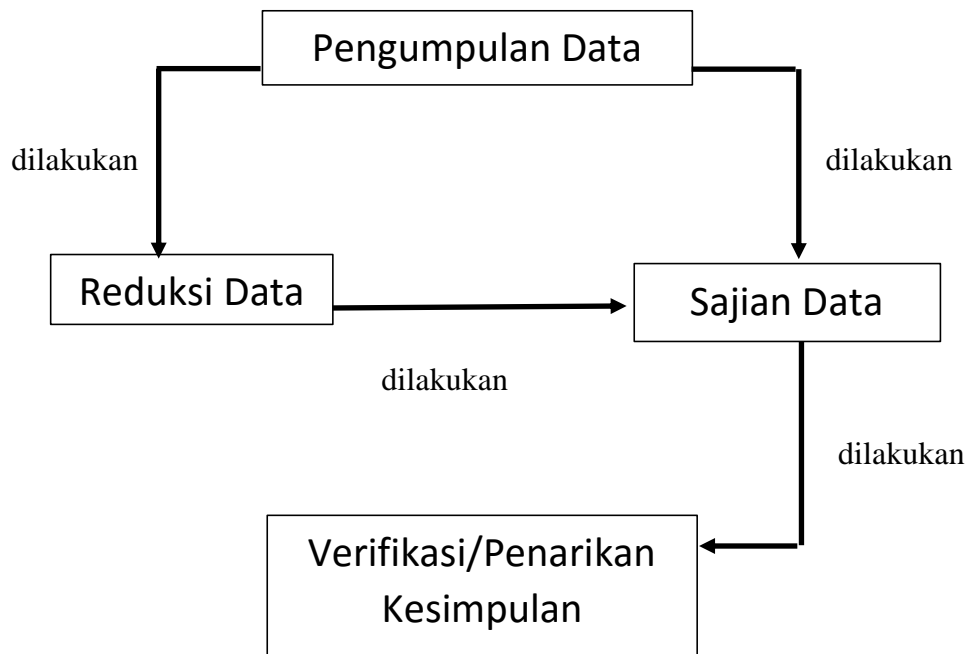 Pengumpulan Data
dilakukan
dilakukan
Reduksi Data
Sajian Data
dilakukan
dilakukan
Verifikasi/Penarikan
Kesimpulan